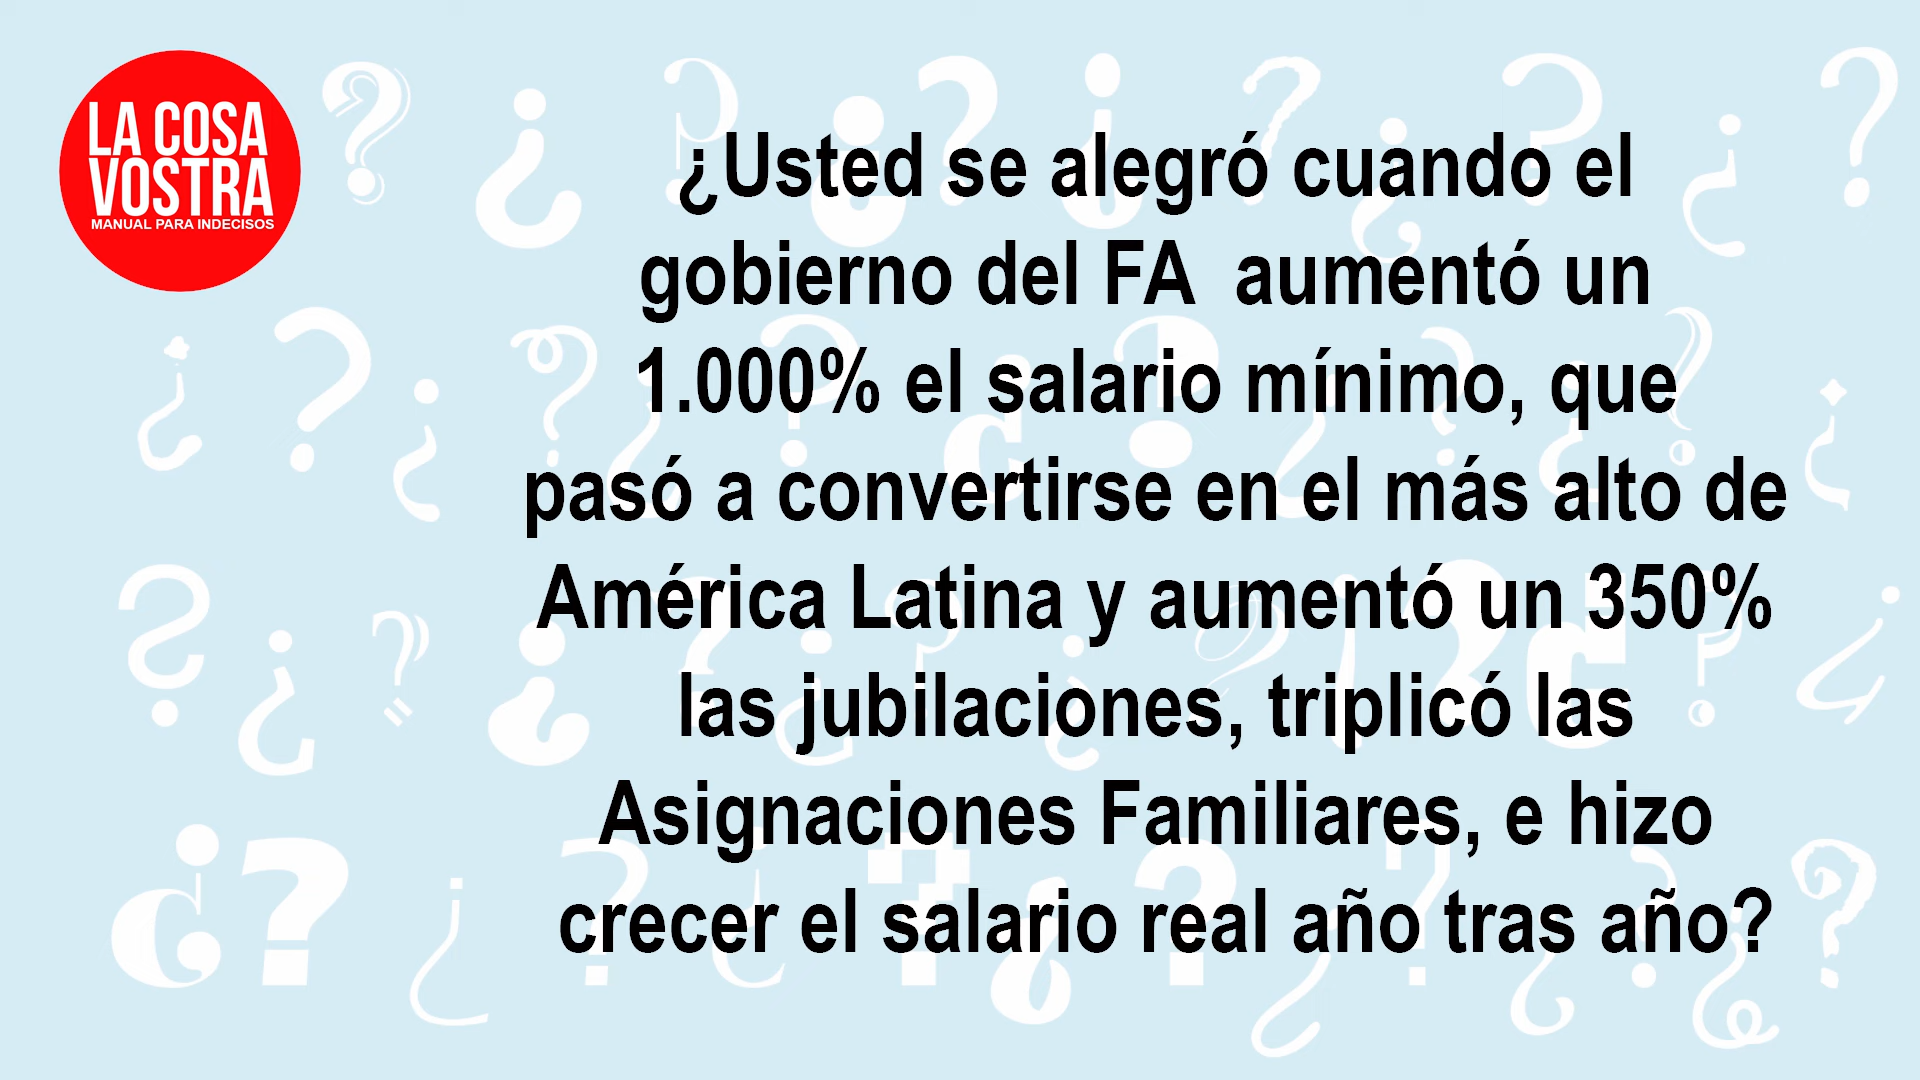 LA COSA
VOSTRA
MANUAL PARA INDECISOS
¿Usted se alegró cuando el
gobierno del FA  aumentó un
1.000% el salario mínimo, que
pasó a convertirse en el más alto de
América Latina y aumentó un 350%
las jubilaciones, triplicó las
Asignaciones Familiares, e hizo
crecer el salario real año tras año?